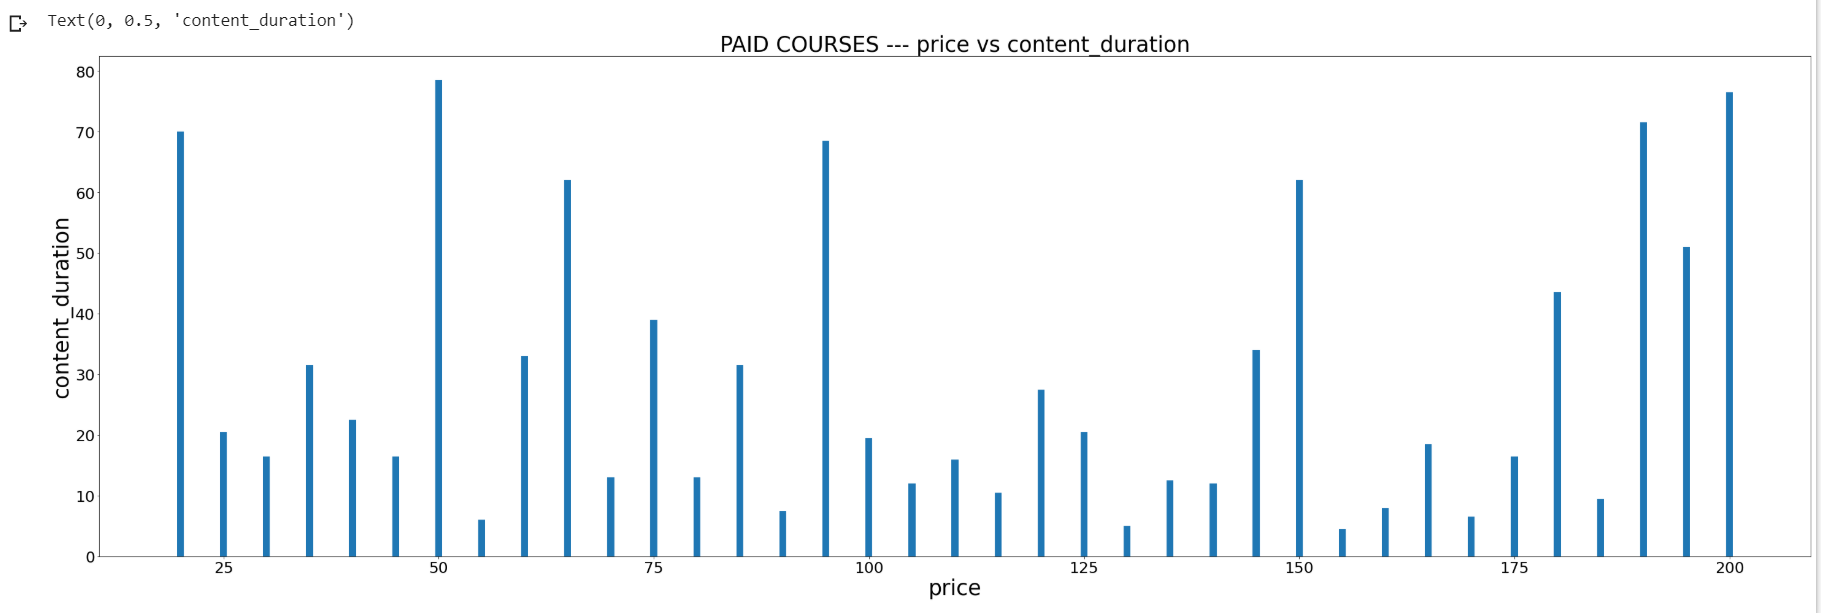 Text(0, 0.5, 'content_duration')
PAID COURSES --- price vs content_duration
80
70
60
50
40
30
20
10
0
content_duration
25 50 75 100 125 150 175 200
price